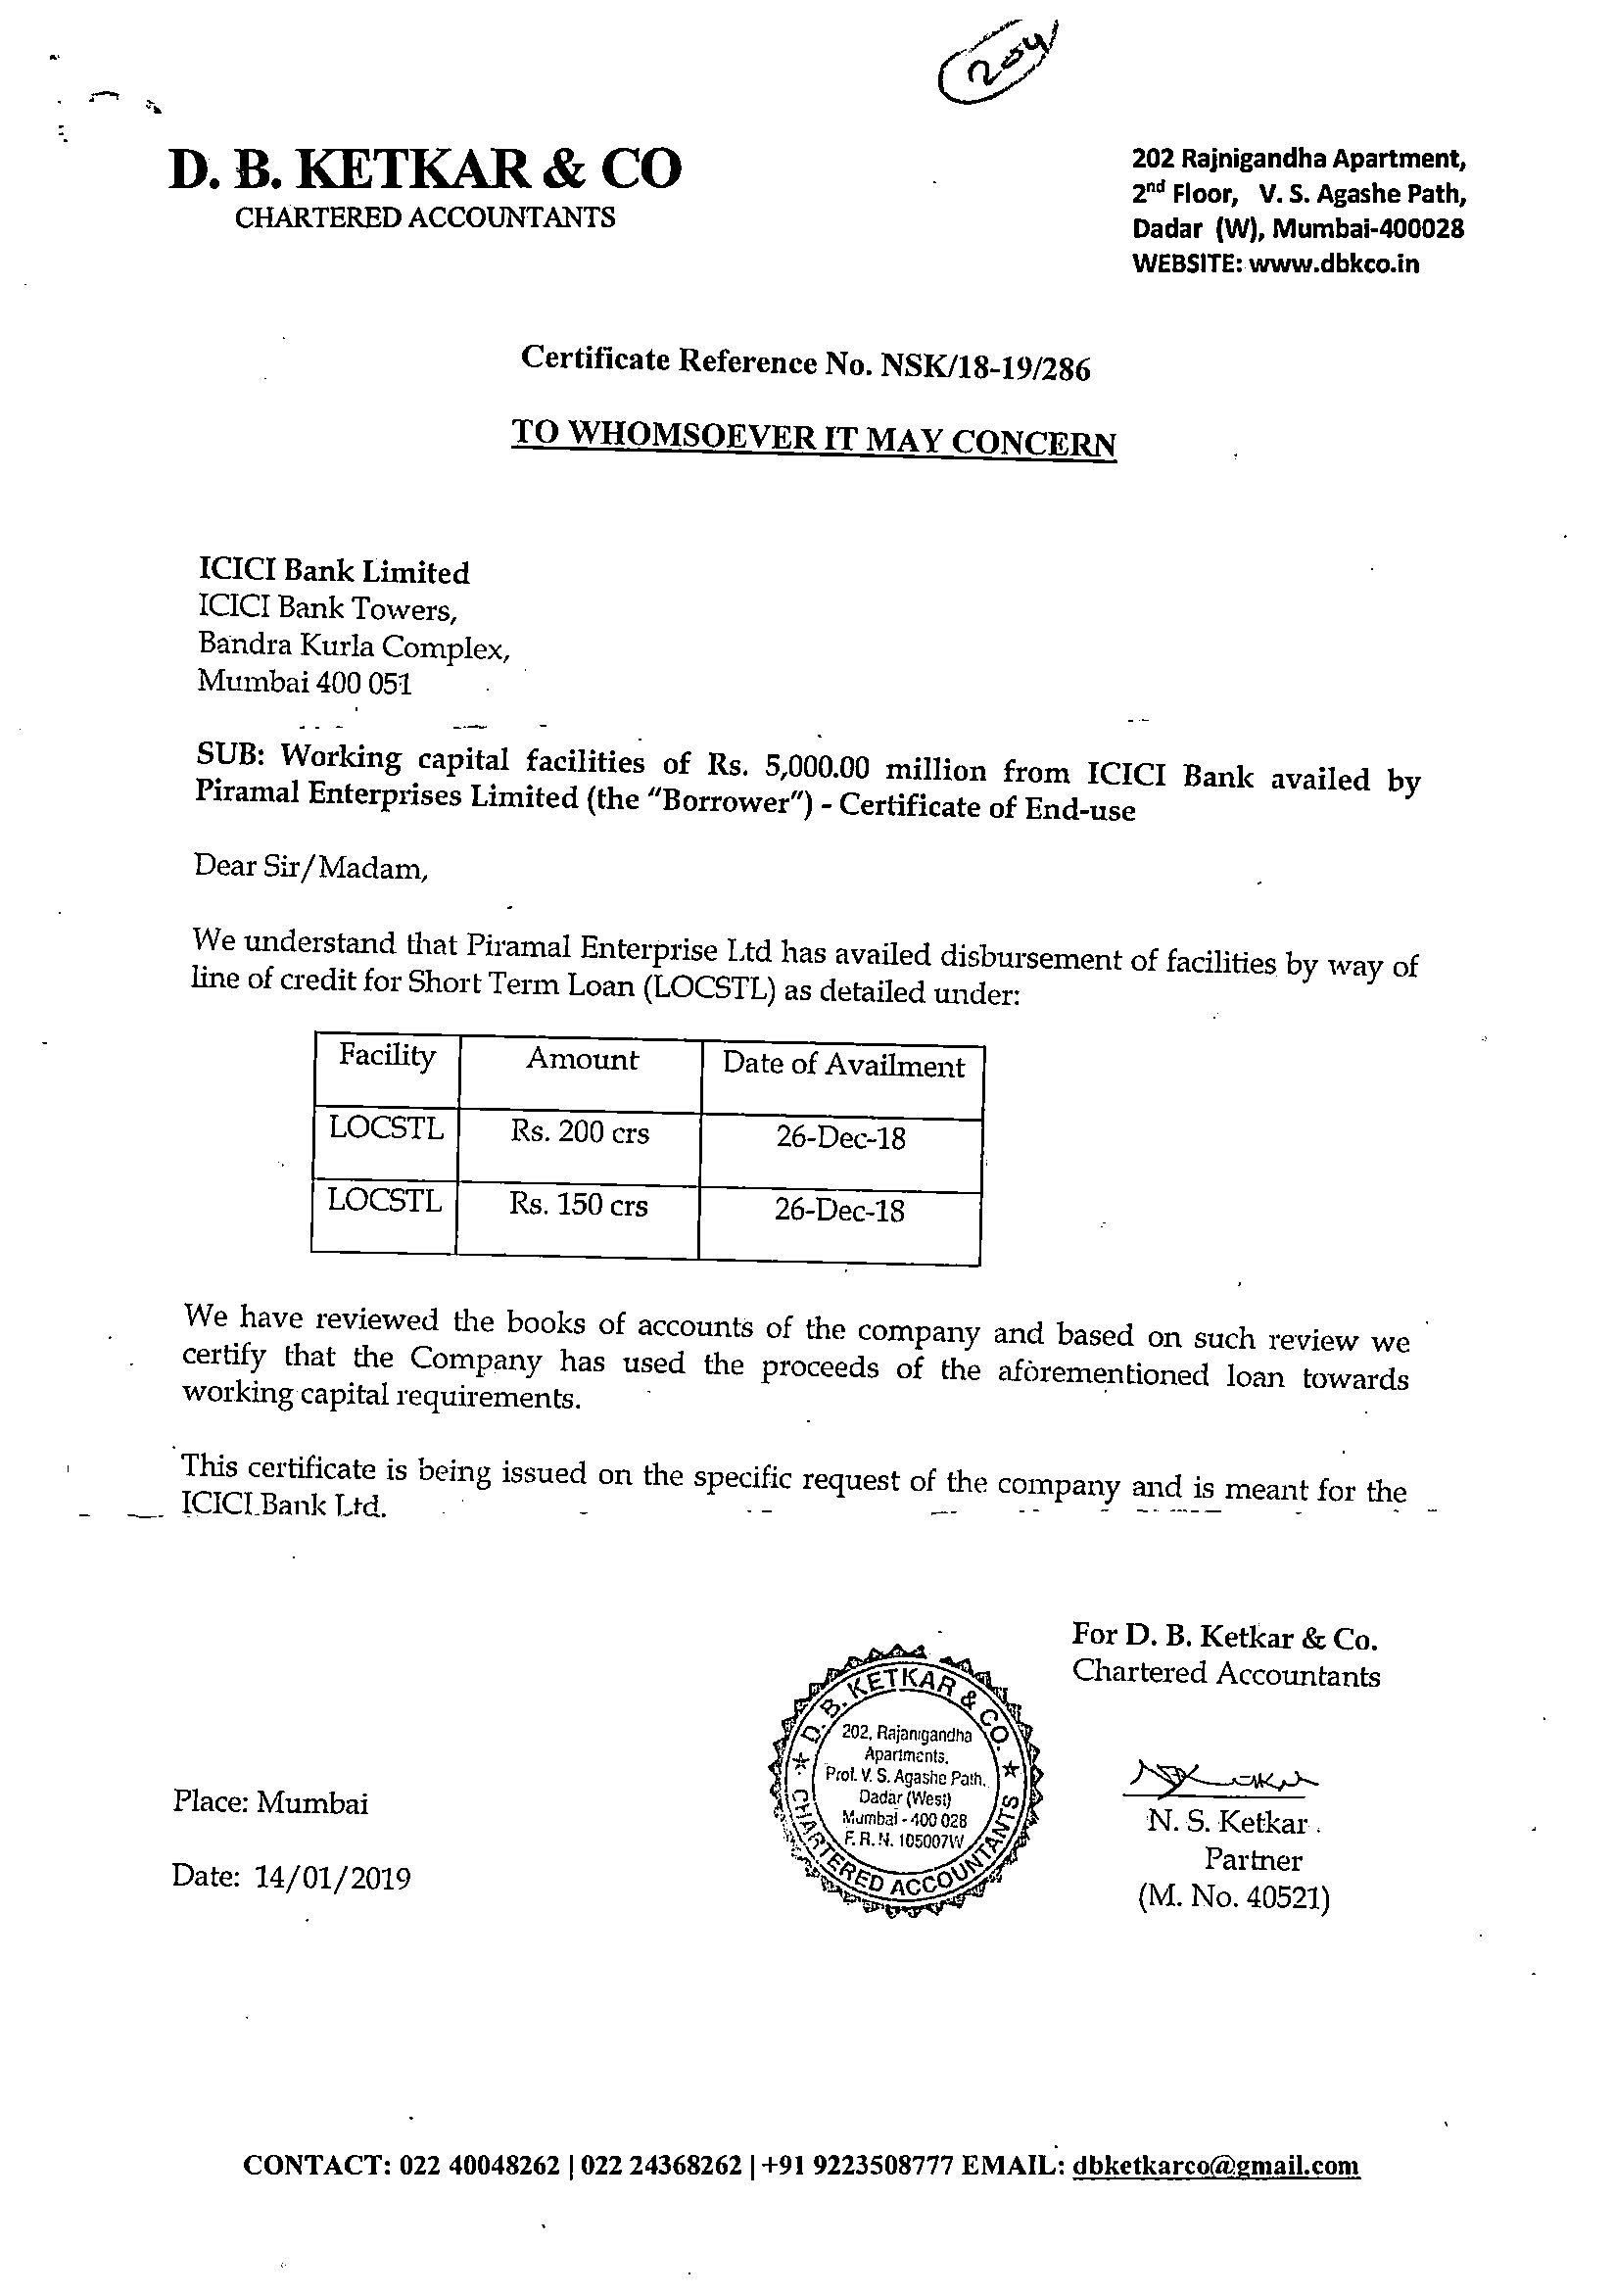 204
D. B. KETKAR & CO
CHARTERED ACCOUNTANTS
202 Rajnigandha Apartment,
2nd Floor, V. S. Agashe Path,
Dadar (W), Mumbai-400028
WEBSITE: www.dbkco.in
Certificate Reference No. NSK/18-19/286
TO WHOMSOEVER IT MAY CONCERN
ICICI Bank Limited
ICICI Bank Towers,
Bandra Kurla Complex,
Mumbai 400 051
SUB: Working capital facilities of Rs. 5,000.00 million from ICICI Bank availed by
Piramal Enterprises Limited (the "Borrower") - Certificate of End-use
Dear Sir/Madam,
We understand that Piramal Enterprise Ltd has availed disbursement of facilities by way of
line of credit for Short Term Loan (LOCSTL) as detailed under:
Facility Amount Date of Availment
LOCSTL Rs. 200 crs 26-Dec-18
LOCSTL Rs. 150 crs 26-Dec-18
We have reviewed the books of accounts of the company and based on such review we
certify that the Company has used the proceeds of the aforementioned loan towards
working capital requirements.
This certificate is being issued on the specific request of the company and is meant for the
ICICI Bank Ltd.
For D. B. Ketkar & Co.
Chartered Accountants
D. B. KETKAR & CO.
202, Rajanigandha
Apartments,
Prof. V. S. Agashe Path,
Dadar (West)
Mumbai - 400 028
F. R. N. 105007W
CHARTERED ACCOUNTANTS
N. S. Ketkar
Partner
(M. No. 40521)
Place: Mumbai
Date: 14/01/2019
CONTACT: 022 40048262 | 022 24368262 | +91 9223508777 EMAIL: dbketkarco@gmail.com